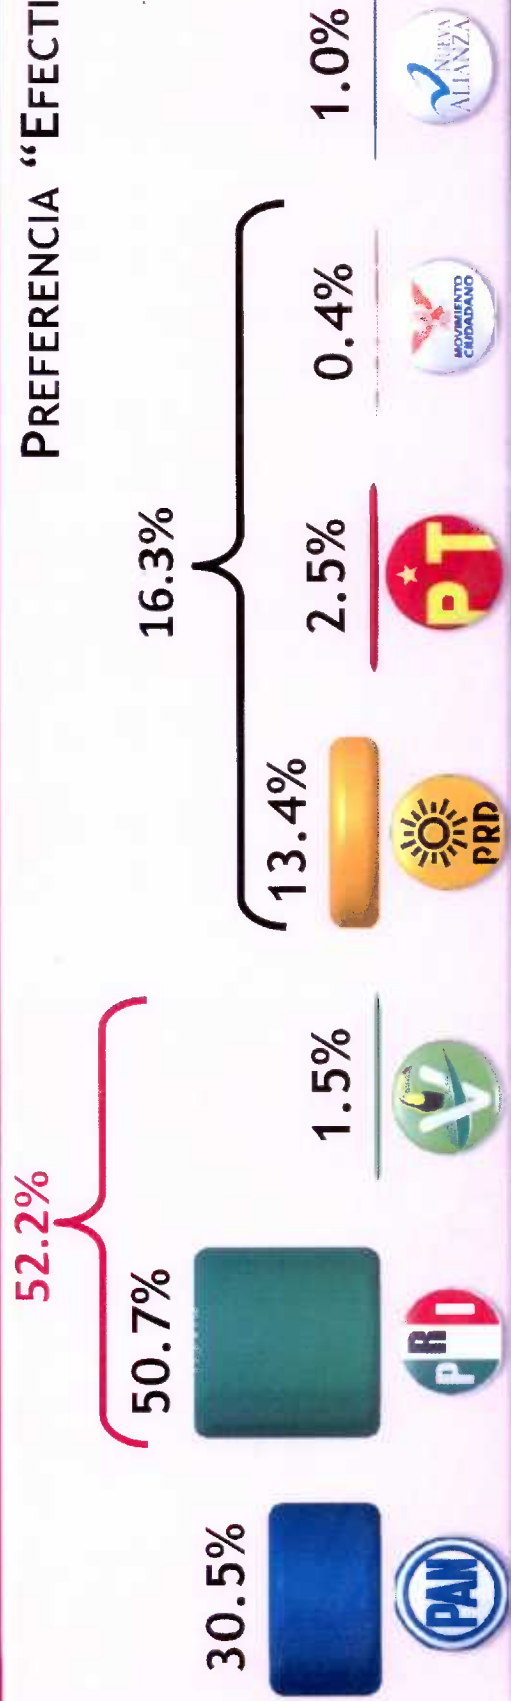 PREFERENCIA "EFECTI
52.2%
16.3%
30.5%
50.7%
1.5%
13.4%
2.5%
0.4%
1.0%
PAN
PRI
V
PRD
PT
MOVIMIENTO
CIUDADANO
NUEVA
ALIANZA